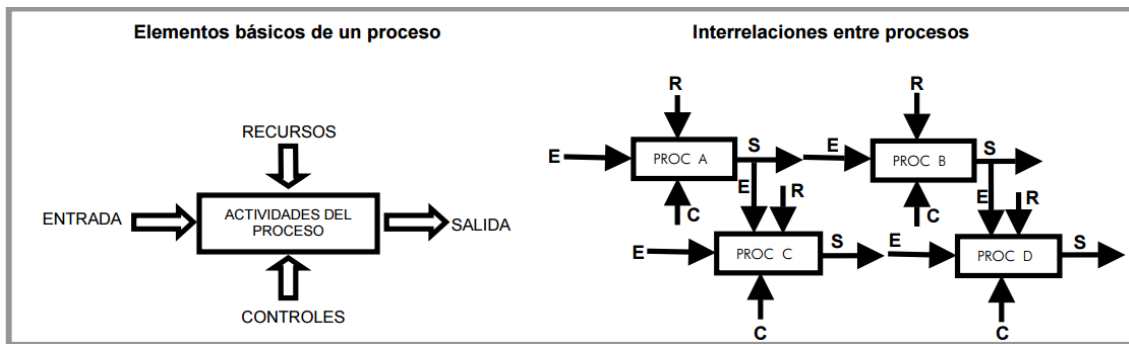 Elementos básicos de un proceso
RECURSOS
ENTRADA
ACTIVIDADES DEL
PROCESO
SALIDA
CONTROLES
Interrelaciones entre procesos
R
R
E
PROC A
S
E
PROC B
S
E
R
E
R
C
C
E
PROC C
S
E
PROC D
S
C
C